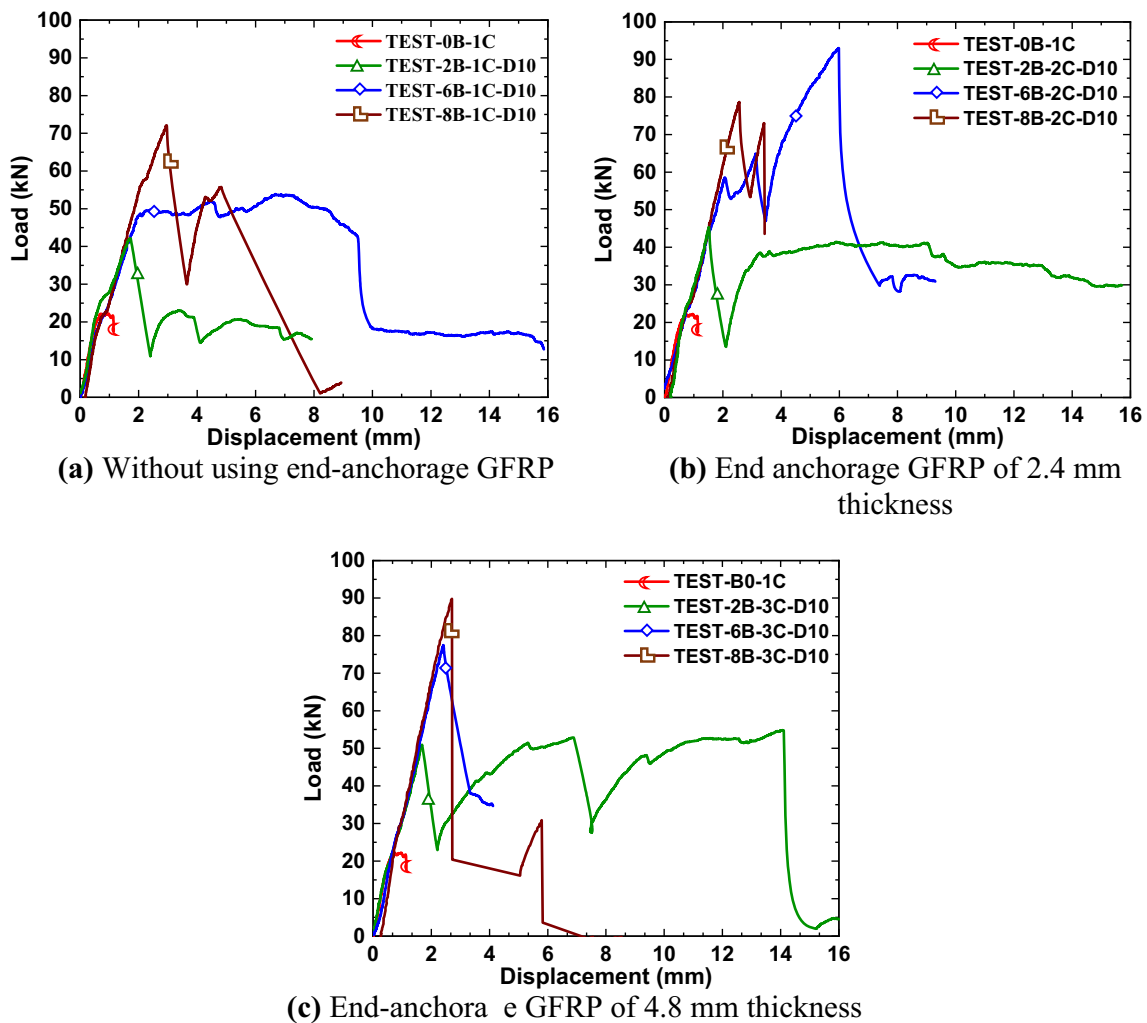 100
90
80
70
60
50
40
30
20
10
0
Load (kN)
TEST-0B-1C
TEST-2B-1C-D10
TEST-6B-1C-D10
TEST-8B-1C-D10
0 2 4 6 8 10 12 14 16
Displacement (mm)
(a) Without using end-anchorage GFRP
100
90
80
70
60
50
40
30
20
10
0
Load (kN)
TEST-0B-1C
TEST-2B-2C-D10
TEST-6B-2C-D10
TEST-8B-2C-D10
0 2 4 6 8 10 12 14 16
Displacement (mm)
(b) End anchorage GFRP of 2.4 mm
thickness
100
90
80
70
60
50
40
30
20
10
0
Load (kN)
TEST-B0-1C
TEST-2B-3C-D10
TEST-6B-3C-D10
TEST-8B-3C-D10
0 2 4 6 8 10 12 14 16
Displacement (mm)
(c) End-anchora e GFRP of 4.8 mm thickness